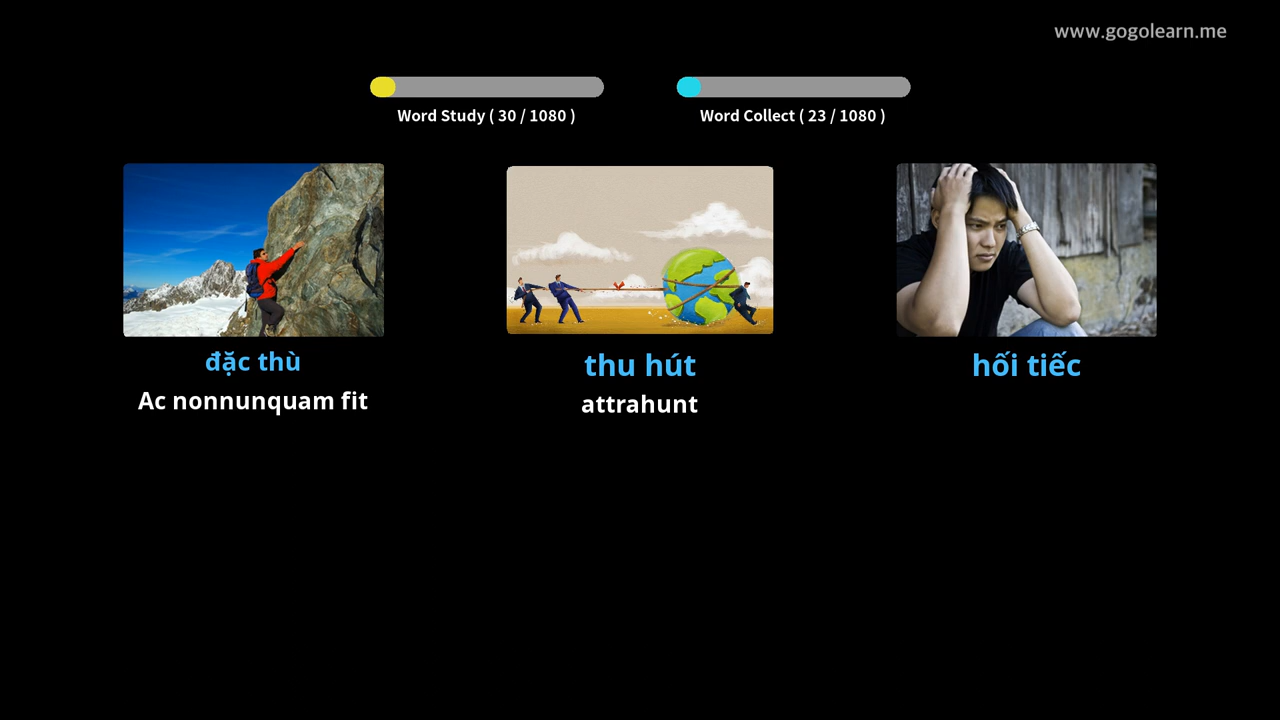 www.gogolearn.me
Word Study ( 30 / 1080 )
Word Collect ( 23 / 1080 )
đặc thù
Ac nonnunquam fit
thu hút
attrahunt
hối tiếc